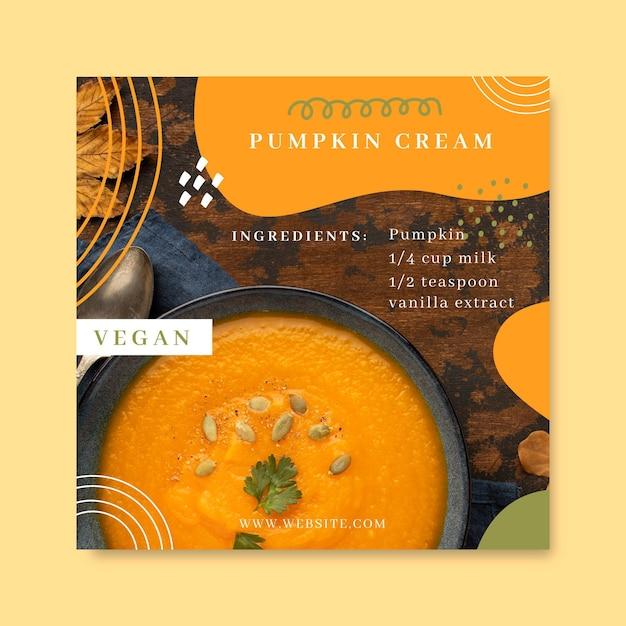 PUMPKIN CREAM
INGREDIENTS: Pumpkin
1/4 cup milk
1/2 teaspoon
vanilla extract
VEGAN
WWW.WEBSITE.COM